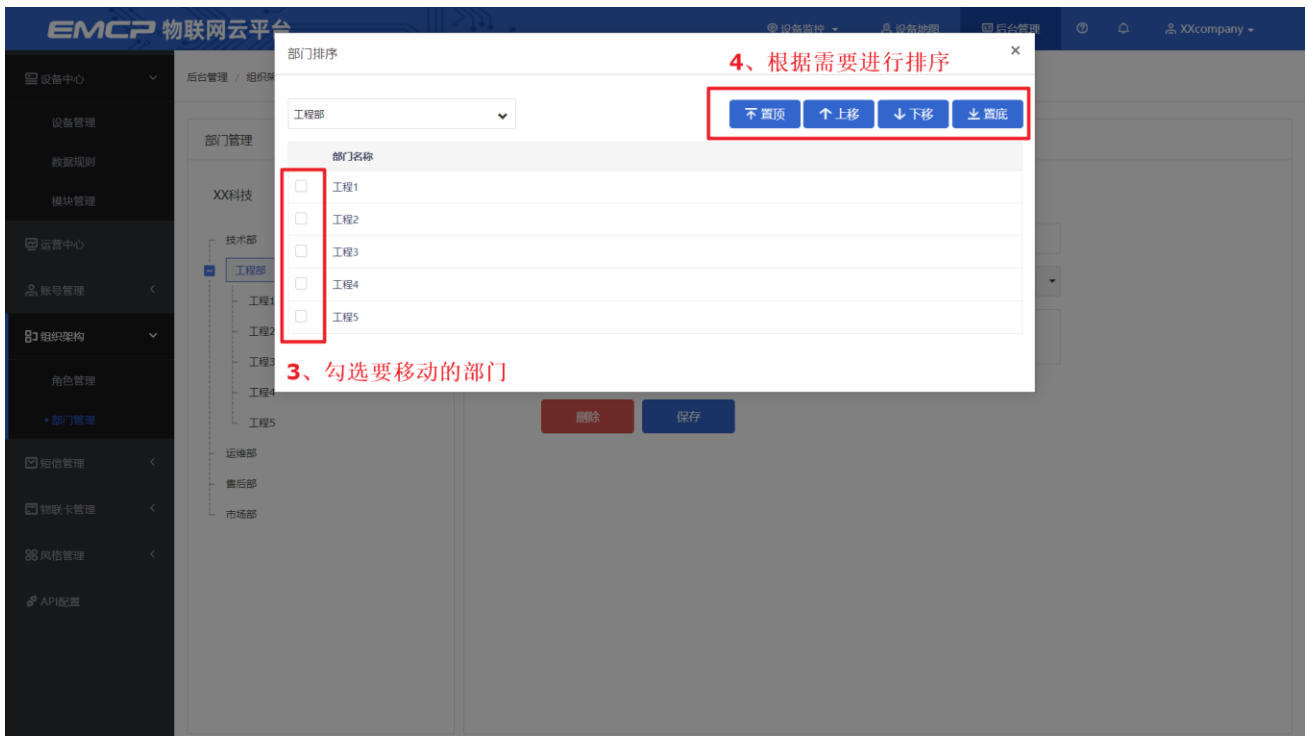 EMCP 物联网云平台
设备监控
设备地图
后台管理
XXcompany
部门排序
×
4、根据需要进行排序
设备中心
后台管理 / 组织架
工程部
置顶
上移
下移
置底
设备管理
部门管理
部门名称
数据规则
工程1
模块管理
XX科技
工程2
运营中心
技术部
工程3
工程部
工程4
账号管理
工程1
工程5
组织架构
工程2
工程3
3、勾选要移动的部门
角色管理
工程4
• 部门管理
工程5
删除
保存
运维部
短信管理
售后部
物联卡管理
市场部
风格管理
API配置